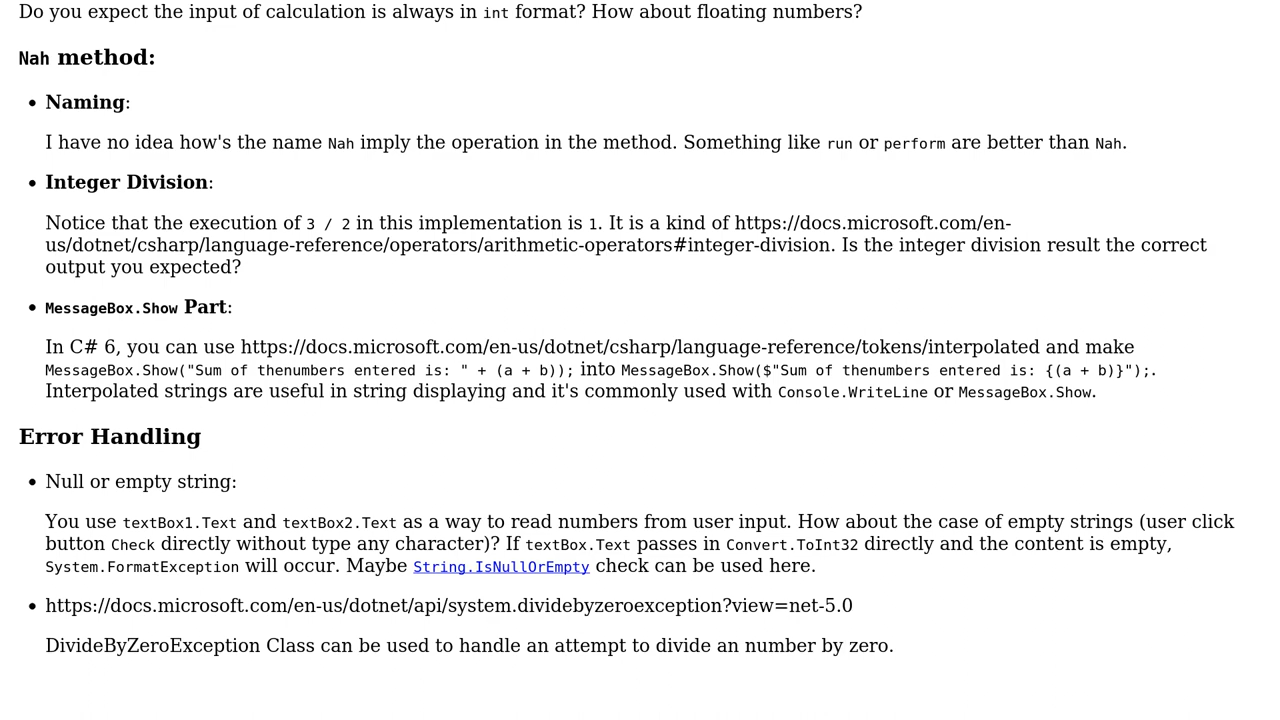 Do you expect the input of calculation is always in int format? How about floating numbers?
Nah method:
• Naming:
I have no idea how's the name Nah imply the operation in the method. Something like run or perform are better than Nah.
• Integer Division:
Notice that the execution of 3 / 2 in this implementation is 1. It is a kind of https://docs.microsoft.com/en-
us/dotnet/csharp/language-reference/operators/arithmetic-operators#integer-division. Is the integer division result the correct
output you expected?
• MessageBox.Show Part:
In C# 6, you can use https://docs.microsoft.com/en-us/dotnet/csharp/language-reference/tokens/interpolated and make
MessageBox.Show("Sum of thenumbers entered is: " + (a + b)); into MessageBox.Show($"Sum of thenumbers entered is: {(a + b)}");.
Interpolated strings are useful in string displaying and it's commonly used with Console.WriteLine or MessageBox.Show.
Error Handling
• Null or empty string:
You use textBox1.Text and textBox2.Text as a way to read numbers from user input. How about the case of empty strings (user click
button Check directly without type any character)? If textBox.Text passes in Convert.ToInt32 directly and the content is empty,
System.FormatException will occur. Maybe String.IsNullOrEmpty check can be used here.
• https://docs.microsoft.com/en-us/dotnet/api/system.dividebyzeroexception?view=net-5.0
DivideByZeroException Class can be used to handle an attempt to divide an number by zero.